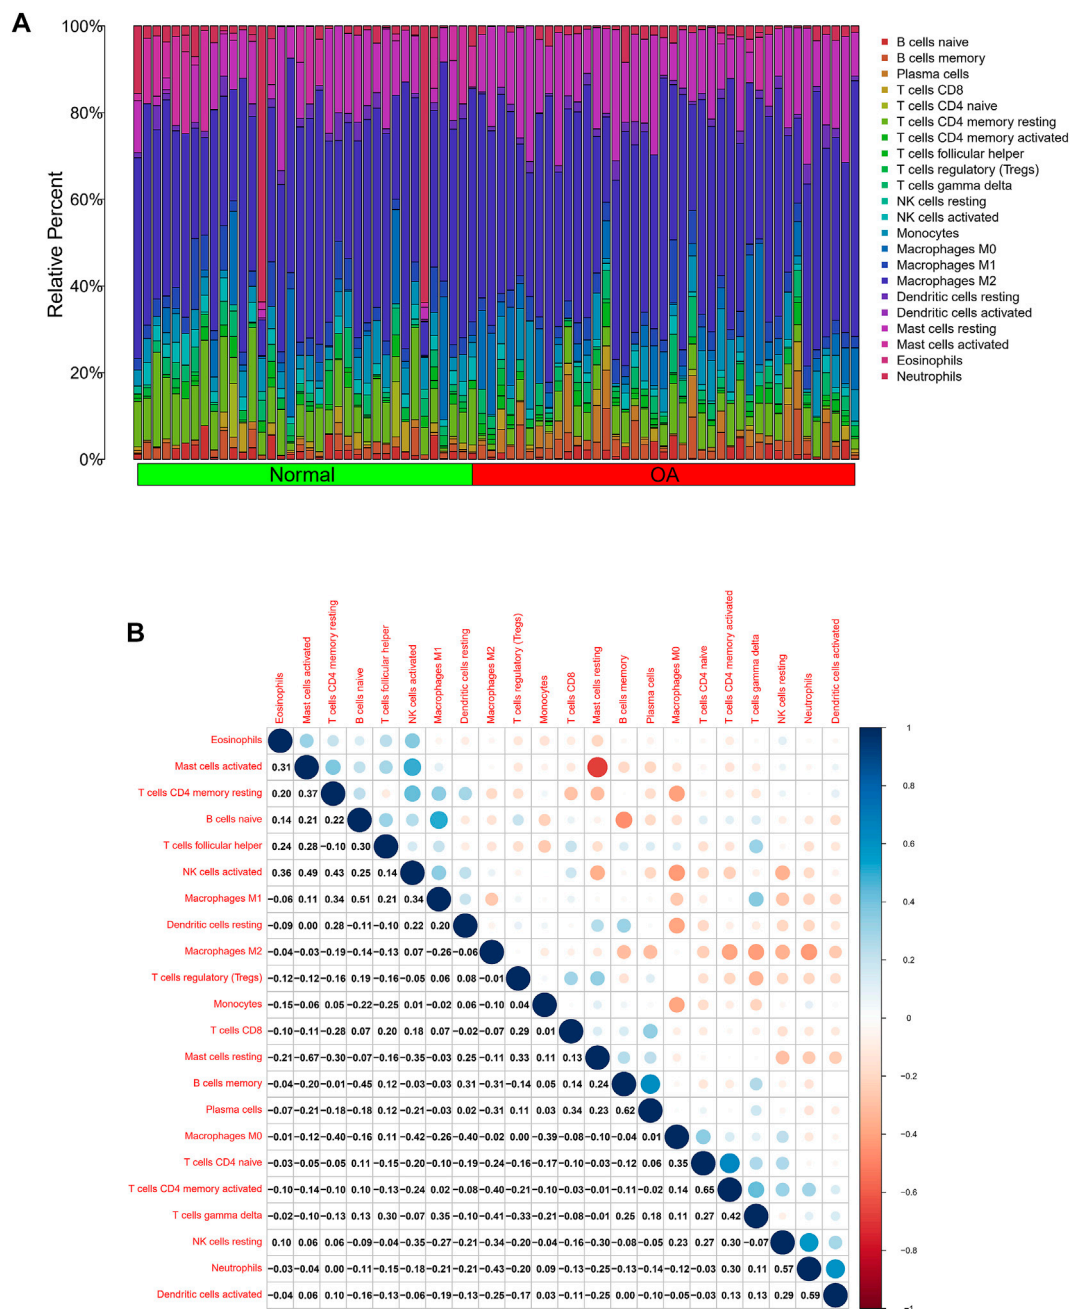 A
100%
80%
60%
40%
20%
0%
Relative Percent
Normal
OA
B cells naive
B cells memory
Plasma cells
T cells CD8
T cells CD4 naive
T cells CD4 memory resting
T cells CD4 memory activated
T cells follicular helper
T cells regulatory (Tregs)
T cells gamma delta
NK cells resting
NK cells activated
Monocytes
Macrophages M0
Macrophages M1
Macrophages M2
Dendritic cells resting
Dendritic cells activated
Mast cells resting
Mast cells activated
Eosinophils
Neutrophils
B
Eosinophils
Mast cells activated
T cells CD4 memory resting
B cells naive
T cells follicular helper
NK cells activated
Macrophages M1
Dendritic cells resting
Macrophages M2
T cells regulatory (Tregs)
Monocytes
T cells CD8
Mast cells resting
B cells memory
Plasma cells
Macrophages M0
T cells CD4 naive
T cells CD4 memory activated
T cells gamma delta
NK cells resting
Neutrophils
Dendritic cells activated
Eosinophils
Mast cells activated 0.31
T cells CD4 memory resting 0.20 0.37
B cells naive 0.14 0.21 0.22
T cells follicular helper 0.24 0.28 −0.10 0.30
NK cells activated 0.36 0.49 0.43 0.25 0.14
Macrophages M1 −0.06 0.11 0.34 0.51 0.21 0.34
Dendritic cells resting −0.09 0.00 0.28 −0.11 −0.10 0.22 0.20
Macrophages M2 −0.04 −0.03 −0.19 −0.14 −0.13 0.07 −0.26 −0.06
T cells regulatory (Tregs) −0.12 −0.12 −0.16 0.19 −0.16 −0.05 0.06 0.08 −0.01
Monocytes −0.15 −0.06 0.05 −0.22 −0.25 0.01 −0.02 0.06 −0.10 0.04
T cells CD8 −0.10 −0.11 −0.28 0.07 0.20 0.18 0.07 −0.02 −0.07 0.29 0.01
Mast cells resting −0.21 −0.67 −0.30 −0.07 −0.16 −0.35 −0.03 0.25 −0.11 0.33 0.11 0.13
B cells memory −0.04 −0.20 −0.01 −0.45 0.12 −0.03 −0.03 0.31 −0.31 −0.14 0.05 0.14 0.24
Plasma cells −0.07 −0.21 −0.18 −0.18 0.12 −0.21 −0.03 0.02 −0.31 0.11 0.03 0.34 0.23 0.62
Macrophages M0 −0.01 −0.12 −0.40 −0.16 0.11 −0.42 −0.26 −0.40 −0.02 0.00 −0.39 −0.08 −0.10 −0.04 0.01
T cells CD4 naive −0.03 −0.05 −0.05 0.11 −0.15 −0.20 −0.10 −0.19 −0.24 −0.16 −0.17 −0.10 −0.03 −0.12 0.06 0.35
T cells CD4 memory activated −0.10 −0.14 −0.10 0.10 −0.13 −0.24 0.02 −0.08 −0.40 −0.21 −0.10 −0.03 −0.01 −0.11 −0.02 0.14 0.65
T cells gamma delta −0.02 −0.10 −0.13 0.13 0.30 −0.07 0.35 −0.10 −0.41 −0.33 −0.21 −0.08 −0.01 0.25 0.18 0.11 0.27 0.42
NK cells resting 0.10 0.06 0.06 −0.09 −0.04 −0.35 −0.27 −0.21 −0.34 −0.20 −0.04 −0.16 −0.30 −0.08 −0.05 0.23 0.27 0.30 −0.07
Neutrophils −0.03 −0.04 0.00 −0.11 −0.15 −0.18 −0.21 −0.21 −0.43 −0.20 0.09 −0.13 −0.25 −0.13 −0.14 −0.12 −0.03 0.30 0.11 0.57
Dendritic cells activated −0.04 0.06 0.10 −0.16 −0.13 −0.06 −0.19 −0.13 −0.25 −0.17 0.03 −0.11 −0.25 0.00 −0.10 −0.05 −0.03 0.13 0.13 0.29 0.59
1
0.8
0.6
0.4
0.2
0
−0.2
−0.4
−0.6
−0.8
−1